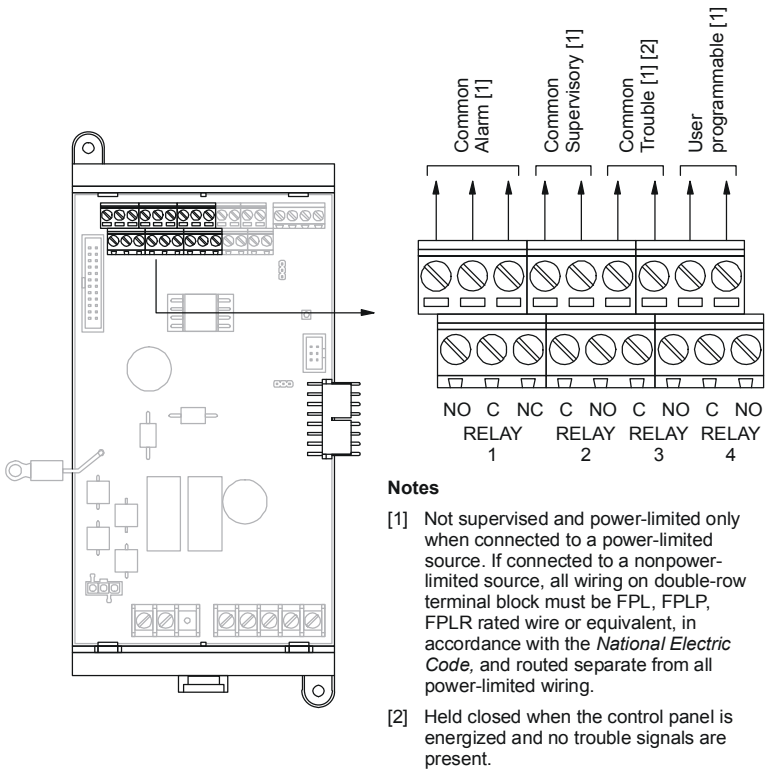 Common
Alarm [1]
Common
Supervisory [1]
Common
Trouble [1] [2]
User
programmable [1]
NO C NC C NO C NO C NO
RELAY RELAY RELAY RELAY
1 2 3 4
Notes
[1] Not supervised and power-limited only
when connected to a power-limited
source. If connected to a nonpower-
limited source, all wiring on double-row
terminal block must be FPL, FPLP,
FPLR rated wire or equivalent, in
accordance with the National Electric
Code, and routed separate from all
power-limited wiring.
[2] Held closed when the control panel is
energized and no trouble signals are
present.